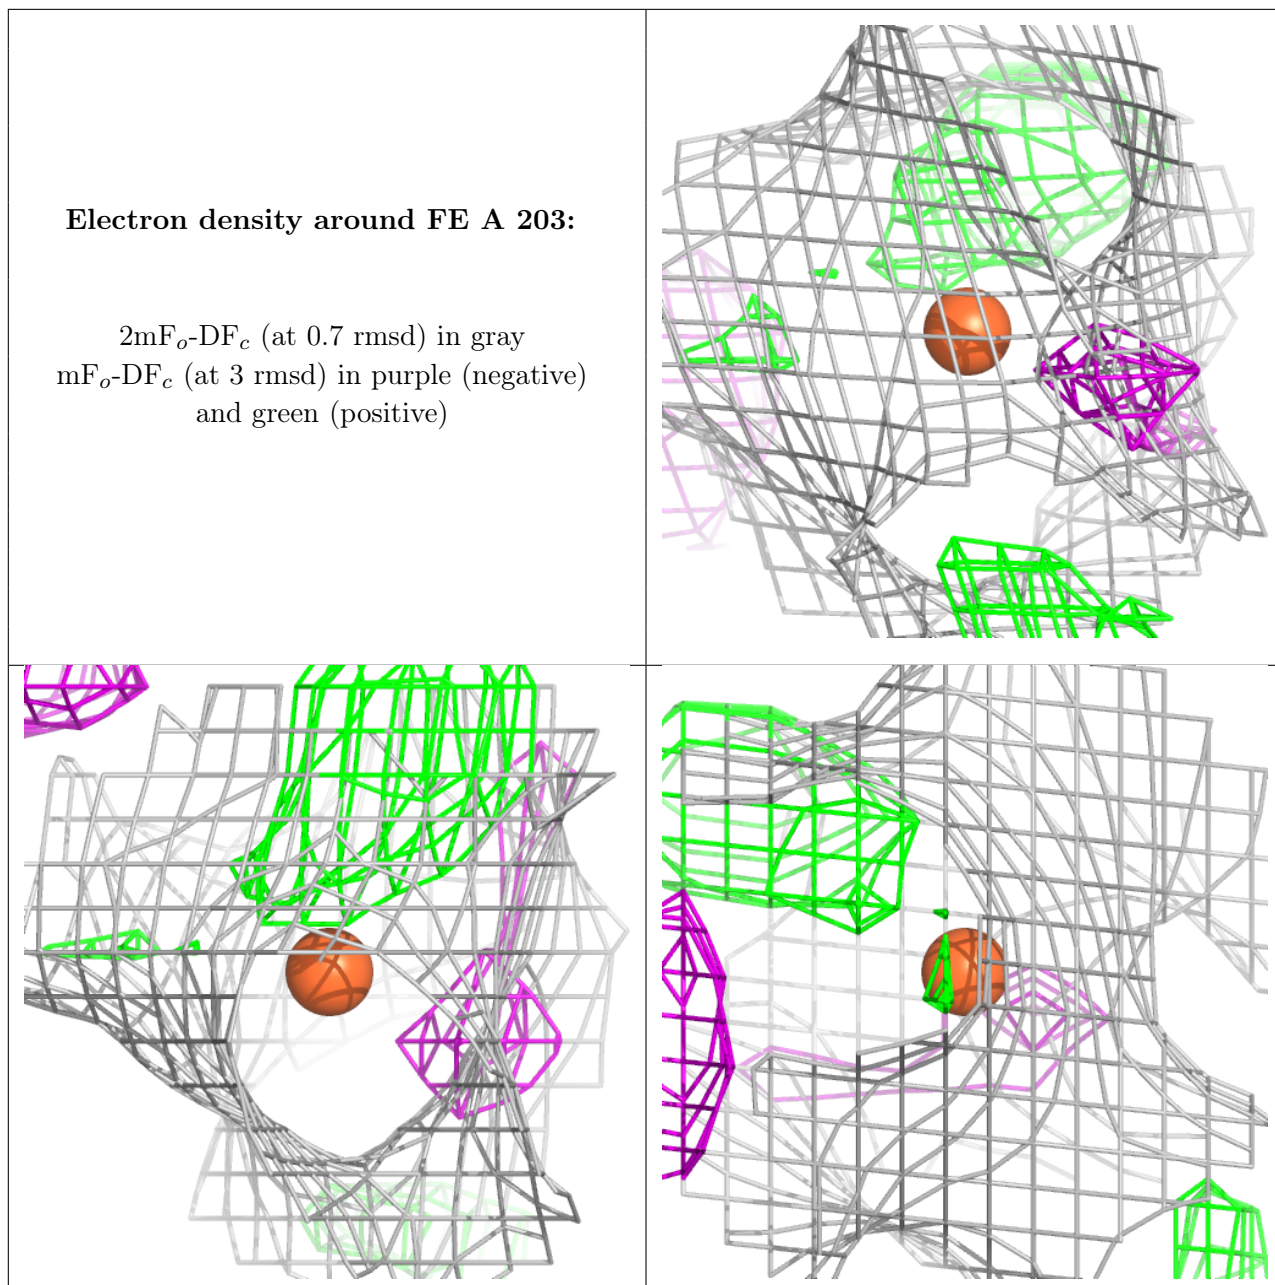 Electron density around FE A 203:
2mFo-DFc (at 0.7 rmsd) in gray
mFo-DFc (at 3 rmsd) in purple (negative)
and green (positive)